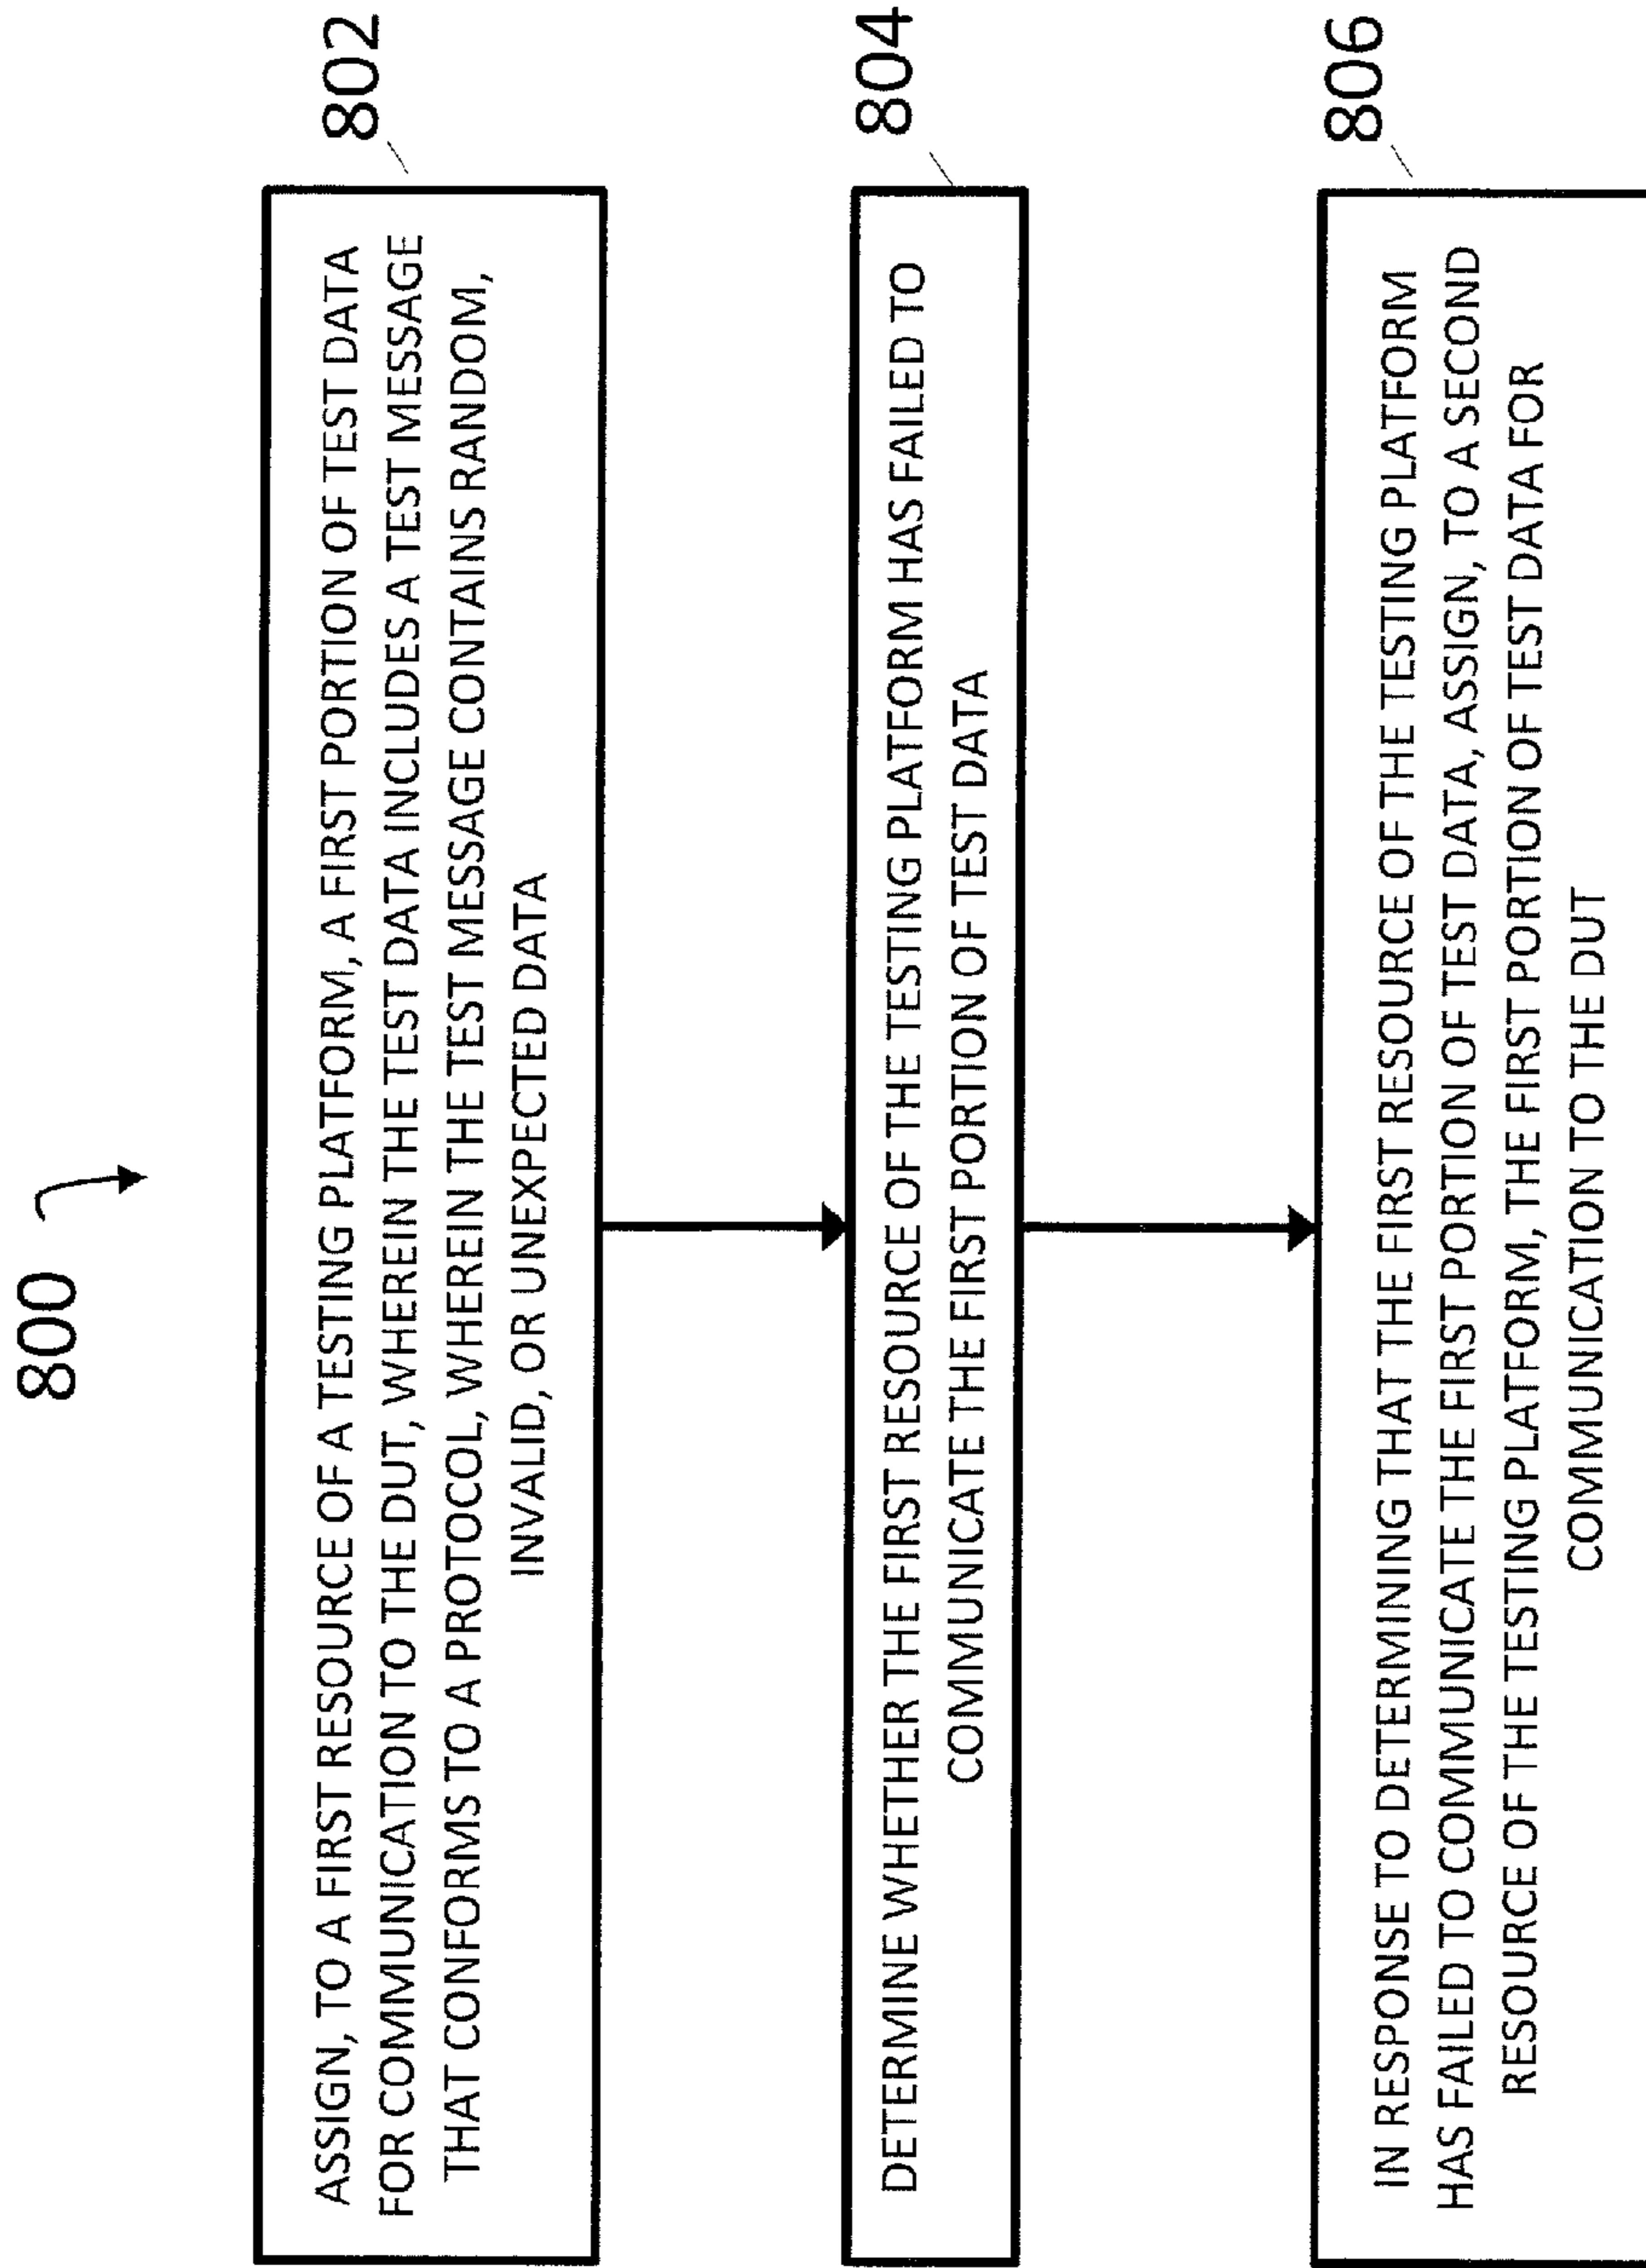 800
802
ASSIGN, TO A FIRST RESOURCE OF A TESTING PLATFORM, A FIRST PORTION OF TEST DATA
FOR COMMUNICATION TO THE DUT, WHEREIN THE TEST DATA INCLUDES A TEST MESSAGE
THAT CONFORMS TO A PROTOCOL, WHEREIN THE TEST MESSAGE CONTAINS RANDOM,
INVALID, OR UNEXPECTED DATA
804
DETERMINE WHETHER THE FIRST RESOURCE OF THE TESTING PLATFORM HAS FAILED TO
COMMUNICATE THE FIRST PORTION OF TEST DATA
806
IN RESPONSE TO DETERMINING THAT THE FIRST RESOURCE OF THE TESTING PLATFORM
HAS FAILED TO COMMUNICATE THE FIRST PORTION OF TEST DATA, ASSIGN, TO A SECOND
RESOURCE OF THE TESTING PLATFORM, THE FIRST PORTION OF TEST DATA FOR
COMMUNICATION TO THE DUT